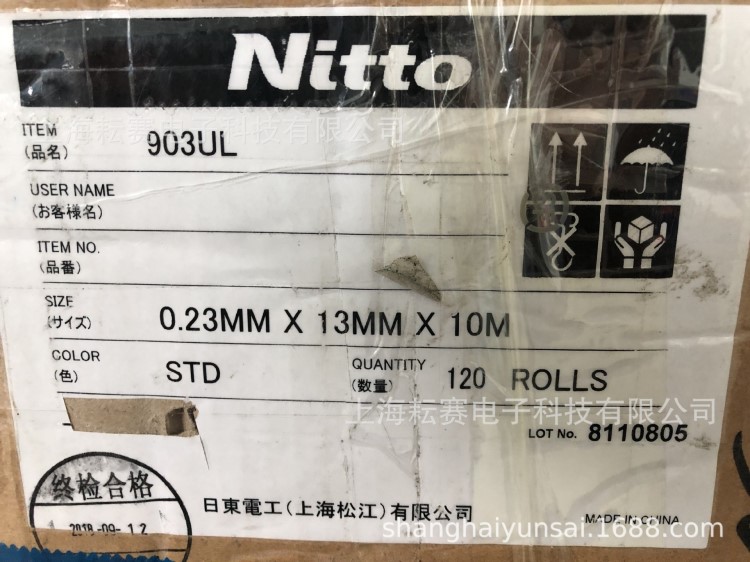 Nitto
ITEM
(品名)
903UL
上海耘赛电子科技有限公司
USER NAME
(お客様名)
ITEM NO.
(品番)
SIZE
(サイズ)
0.23MM X 13MM X 10M
COLOR
(色)
STD
QUANTITY
(数量)
120 ROLLS
上海耘赛电子科技有限公司
LOT No. 8110805
终检合格
2018-09-12
日東電工(上海松江)有限公司
MADE IN CHINA
shanghaiyunsai.1688.com